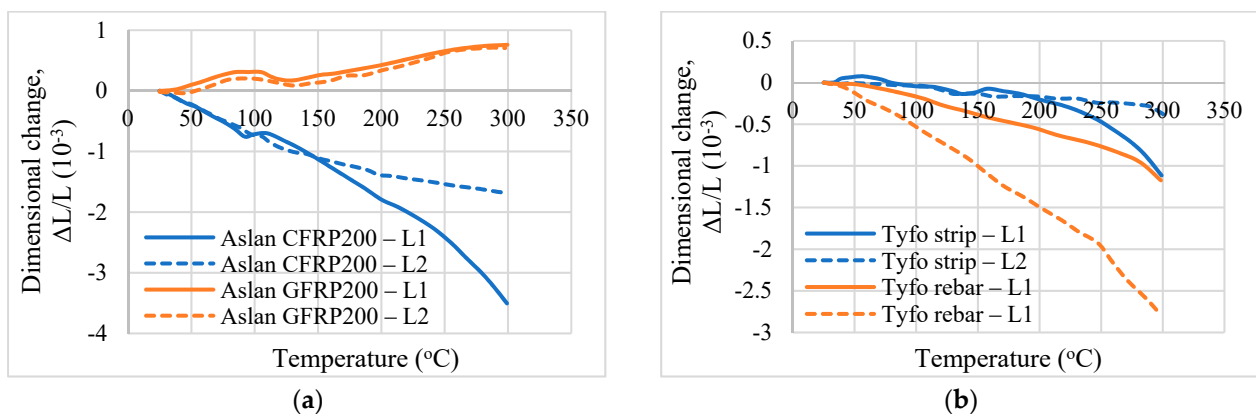 1
0
-1
-2
-3
-4
0 50 100 150 200 250 300 350
Dimensional change,
ΔL/L (10⁻³)
Aslan CFRP200 – L1
Aslan CFRP200 – L2
Aslan GFRP200 – L1
Aslan GFRP200 – L2
Temperature (ᵒC)
(a)
0.5
0
-0.5
-1
-1.5
-2
-2.5
-3
0 50 100 150 200 250 300 350
Dimensional change,
ΔL/L (10⁻³)
Tyfo strip – L1
Tyfo strip – L2
Tyfo rebar – L1
Tyfo rebar – L1
Temperature (ᵒC)
(b)